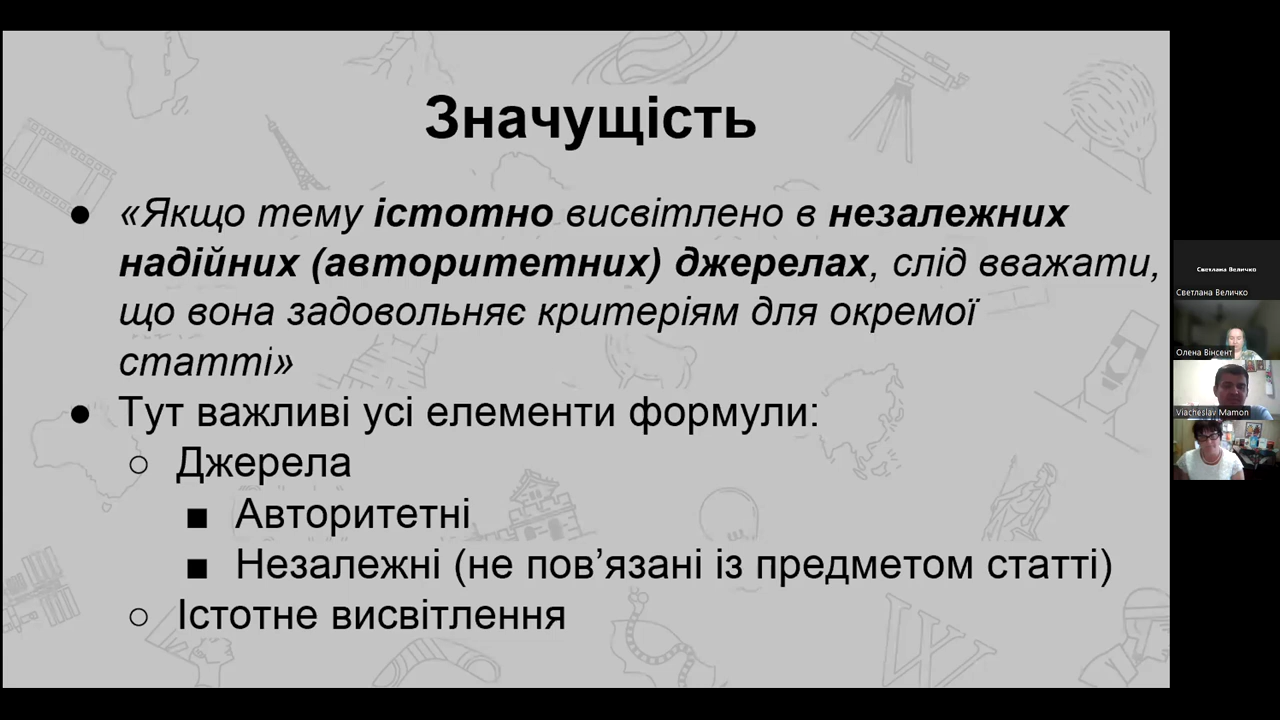 Значущість
● «Якщо тему істотно висвітлено в незалежних
надійних (авторитетних) джерелах, слід вважати,
що вона задовольняє критеріям для окремої
статті»
● Тут важливі усі елементи формули:
○ Джерела
■ Авторитетні
■ Незалежні (не пов’язані із предметом статті)
○ Істотне висвітлення
Светлана Величко
Светлана Величко
Олена Вінсент
Viacheslav Mamon